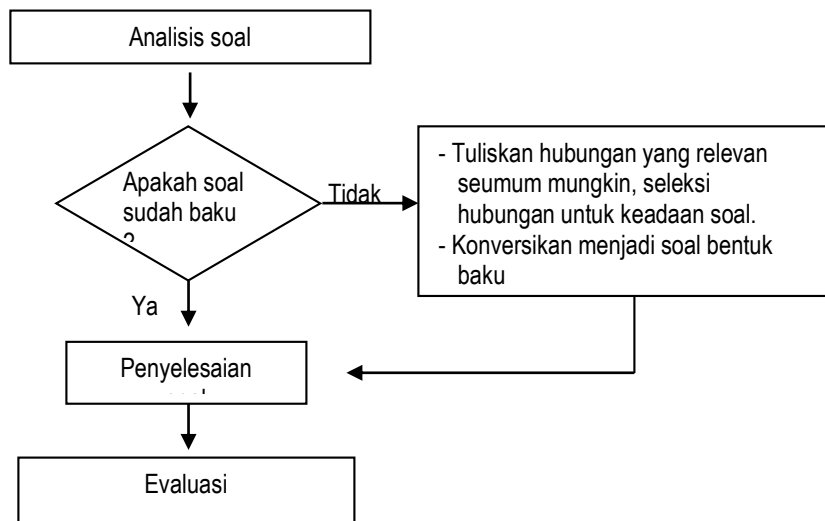 Analisis soal
Apakah soal
sudah baku
?
Tidak
- Tuliskan hubungan yang relevan
seumum mungkin, seleksi
hubungan untuk keadaan soal.
- Konversikan menjadi soal bentuk
baku
Ya
Penyelesaian
Evaluasi